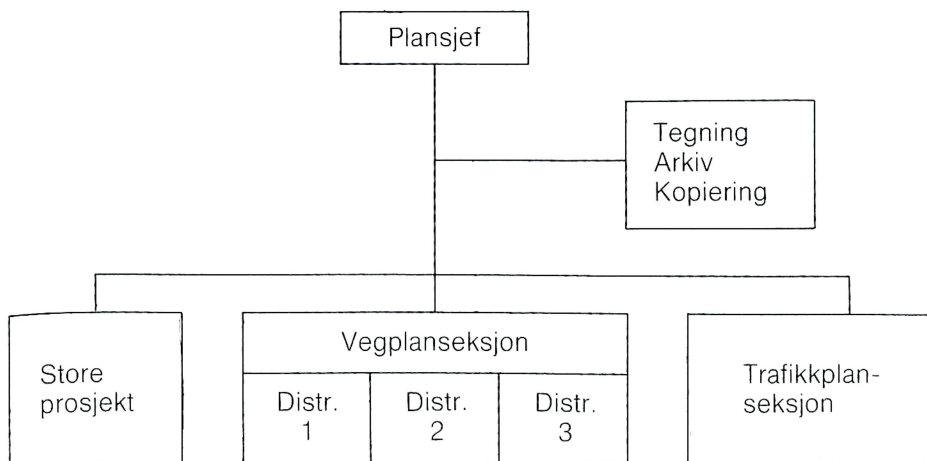 Plansjef
Tegning
Arkiv
Kopiering
Store
prosjekt
Vegplanseksjon
Distr.
1
Distr.
2
Distr.
3
Trafikkplan-
seksjon